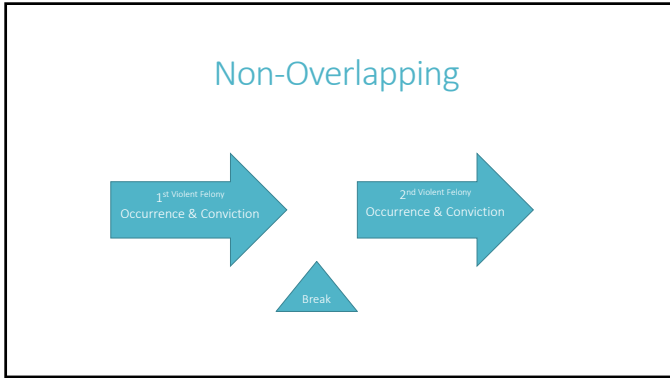 Non-Overlapping
1st Violent Felony
Occurrence & Conviction
2nd Violent Felony
Occurrence & Conviction
Break